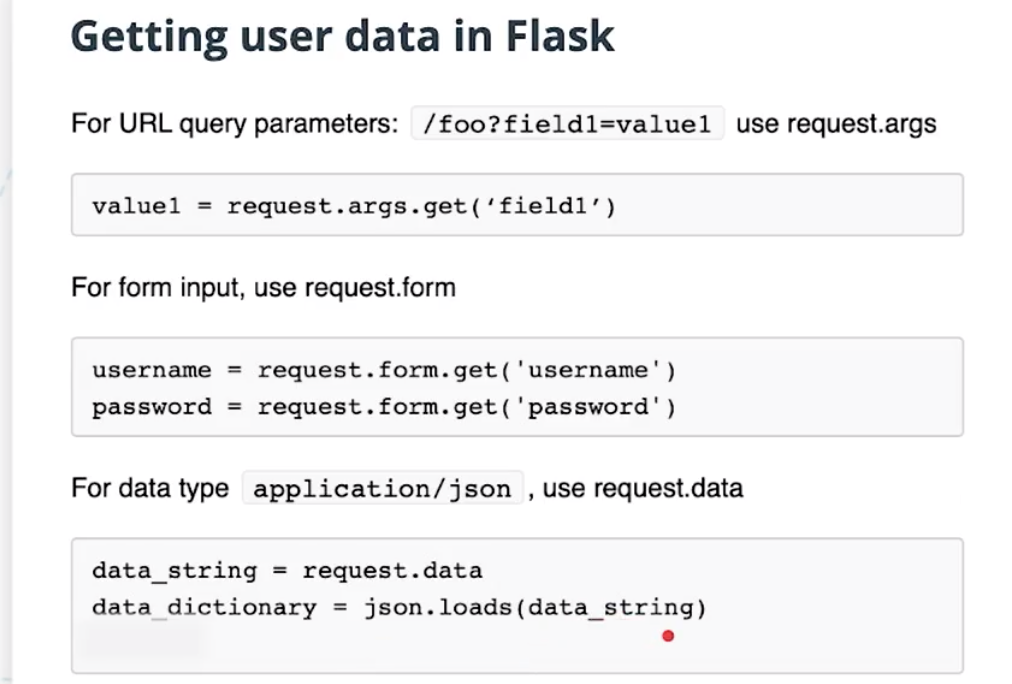 Getting user data in Flask
For URL query parameters: /foo?field1=value1 use request.args
value1 = request.args.get(‘field1’)
For form input, use request.form
username = request.form.get('username')
password = request.form.get('password')
For data type application/json , use request.data
data_string = request.data
data_dictionary = json.loads(data_string)